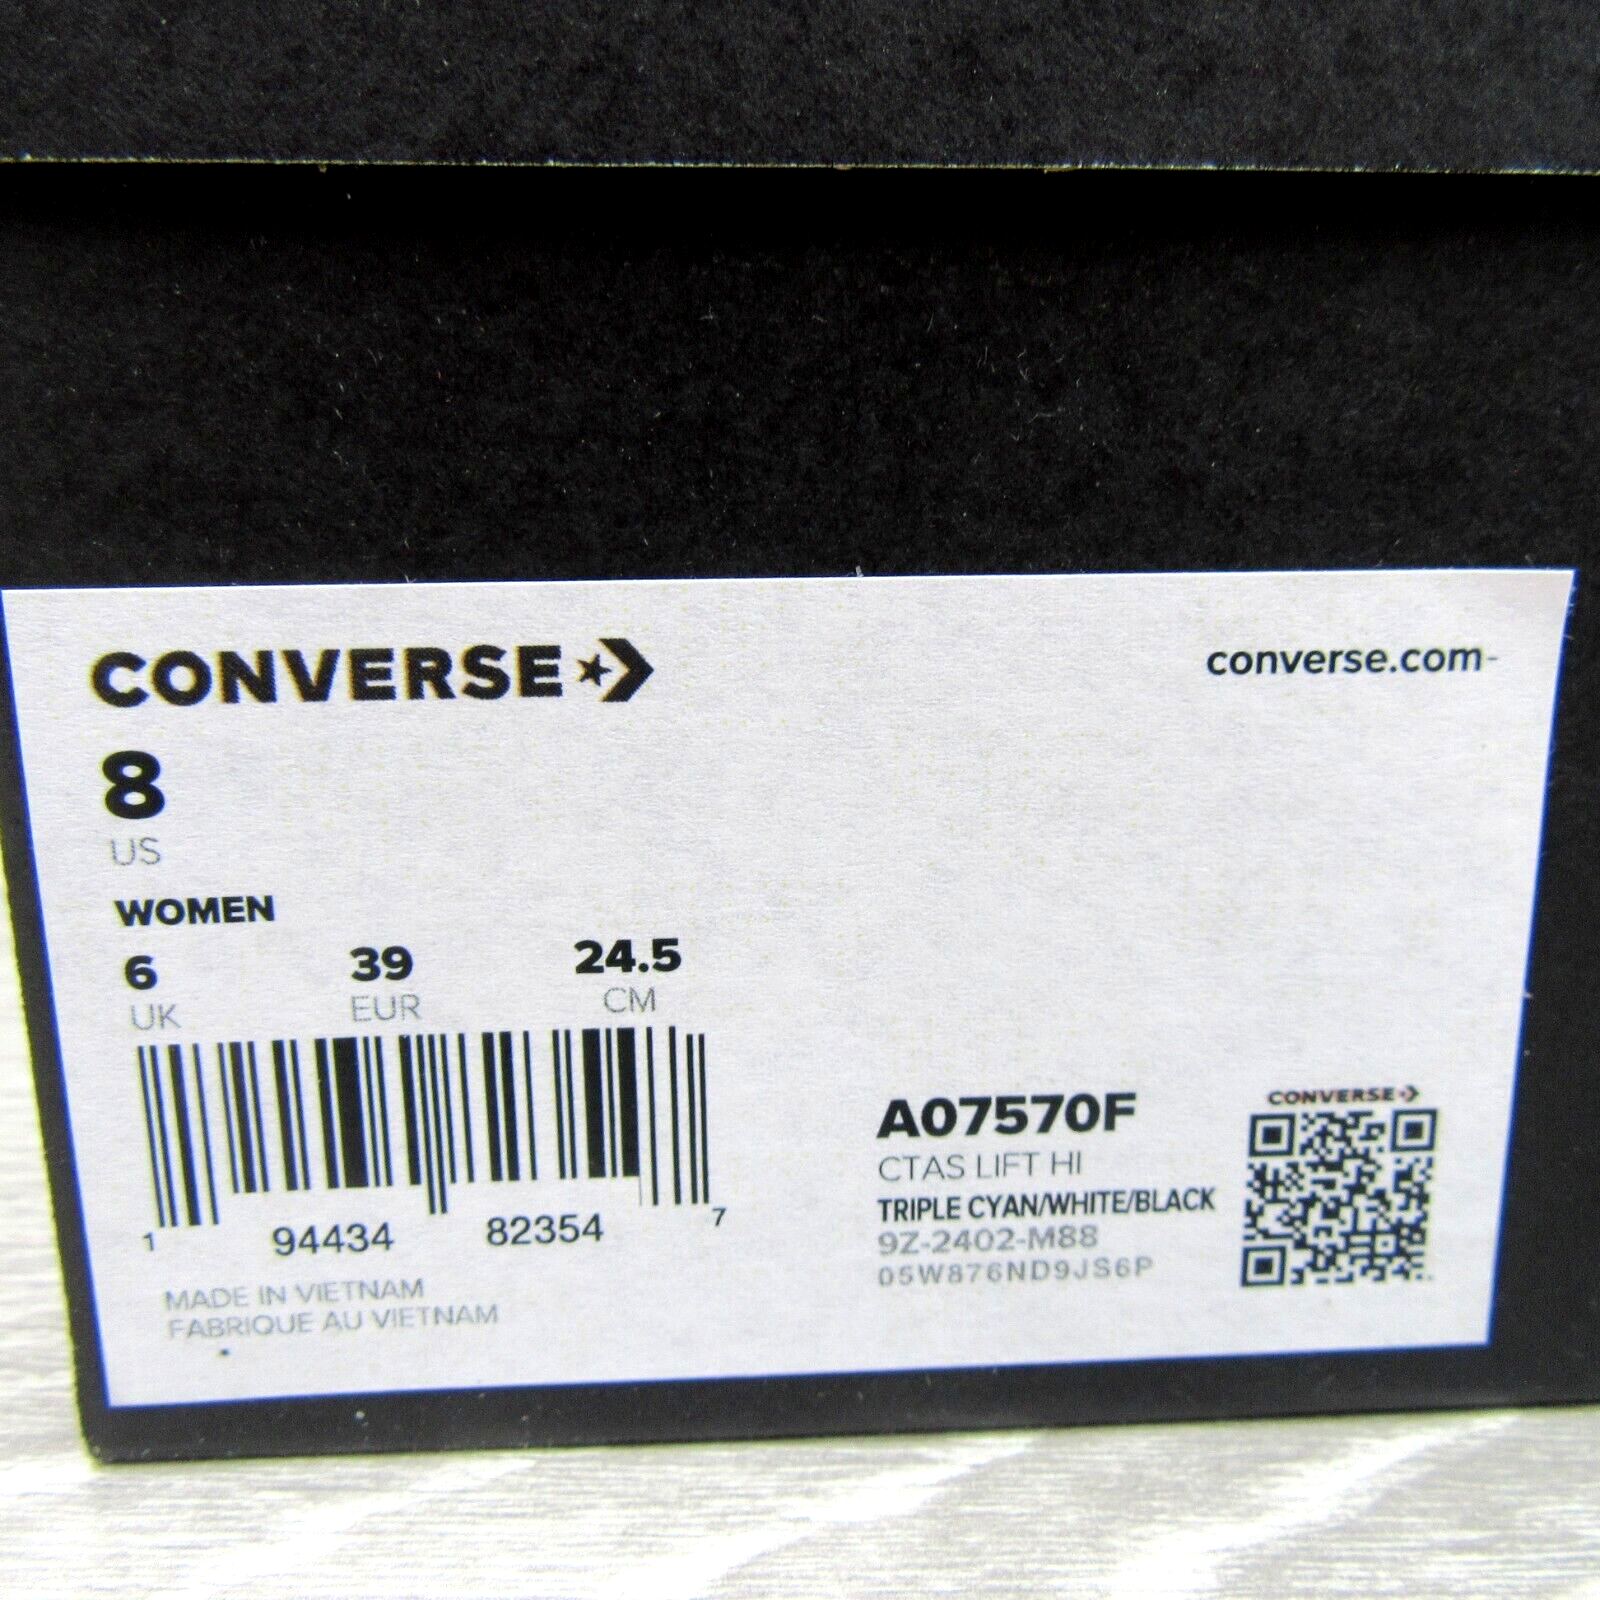 CONVERSE
converse.com
8
US
WOMEN
6 39 24.5
UK EUR CM
1 94434 82354 7
MADE IN VIETNAM
FABRIQUE AU VIETNAM
A07570F
CTAS LIFT HI
TRIPLE CYAN/WHITE/BLACK
9Z-2402-M88
05W876ND9JS6P
CONVERSE